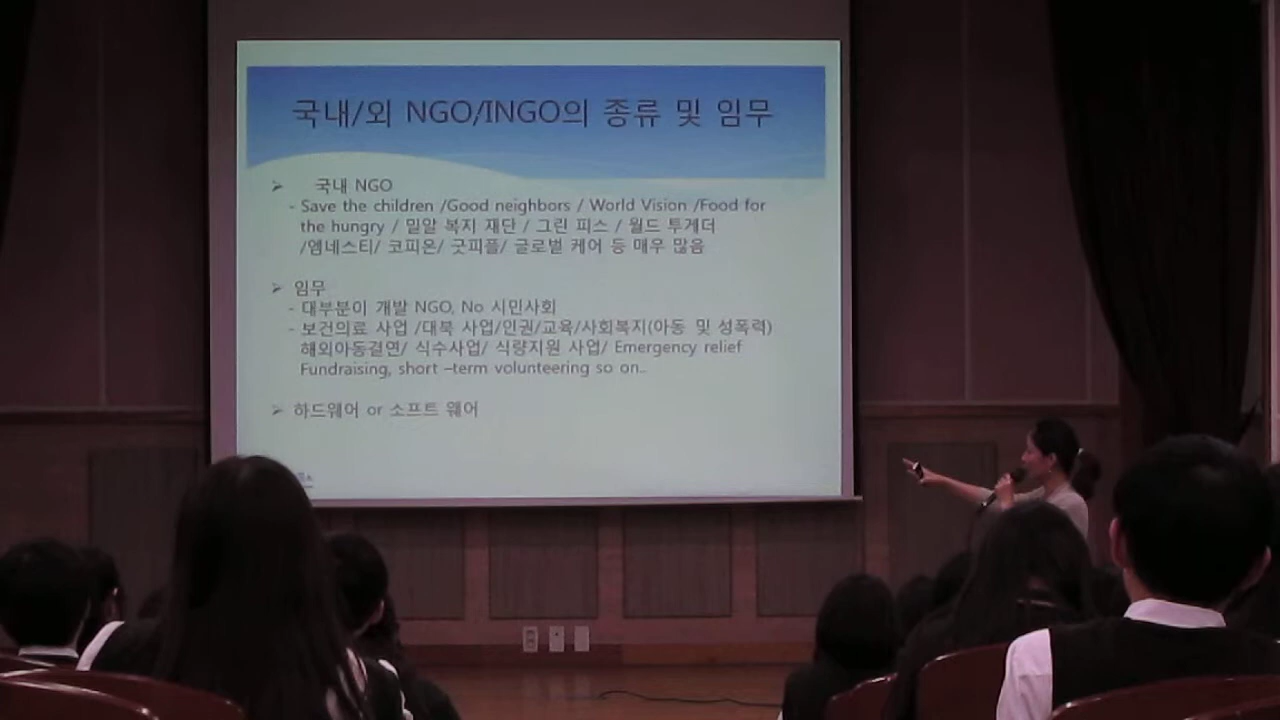 국내/외 NGO/INGO의 종류 및 임무
➢ 국내 NGO
- Save the children /Good neighbors / World Vision /Food for
the hungry / 밀알 복지 재단 / 그린 피스 / 월드 투게더
/엠네스티/ 코피온/ 굿피플/ 글로벌 케어 등 매우 많음
➢ 임무
- 대부분이 개발 NGO, No 시민사회
- 보건의료 사업 /대북 사업/인권/교육/사회복지(아동 및 성폭력)
해외아동결연/ 식수사업/ 식량지원 사업/ Emergency relief
Fundraising, short –term volunteering so on..
➢ 하드웨어 or 소프트 웨어